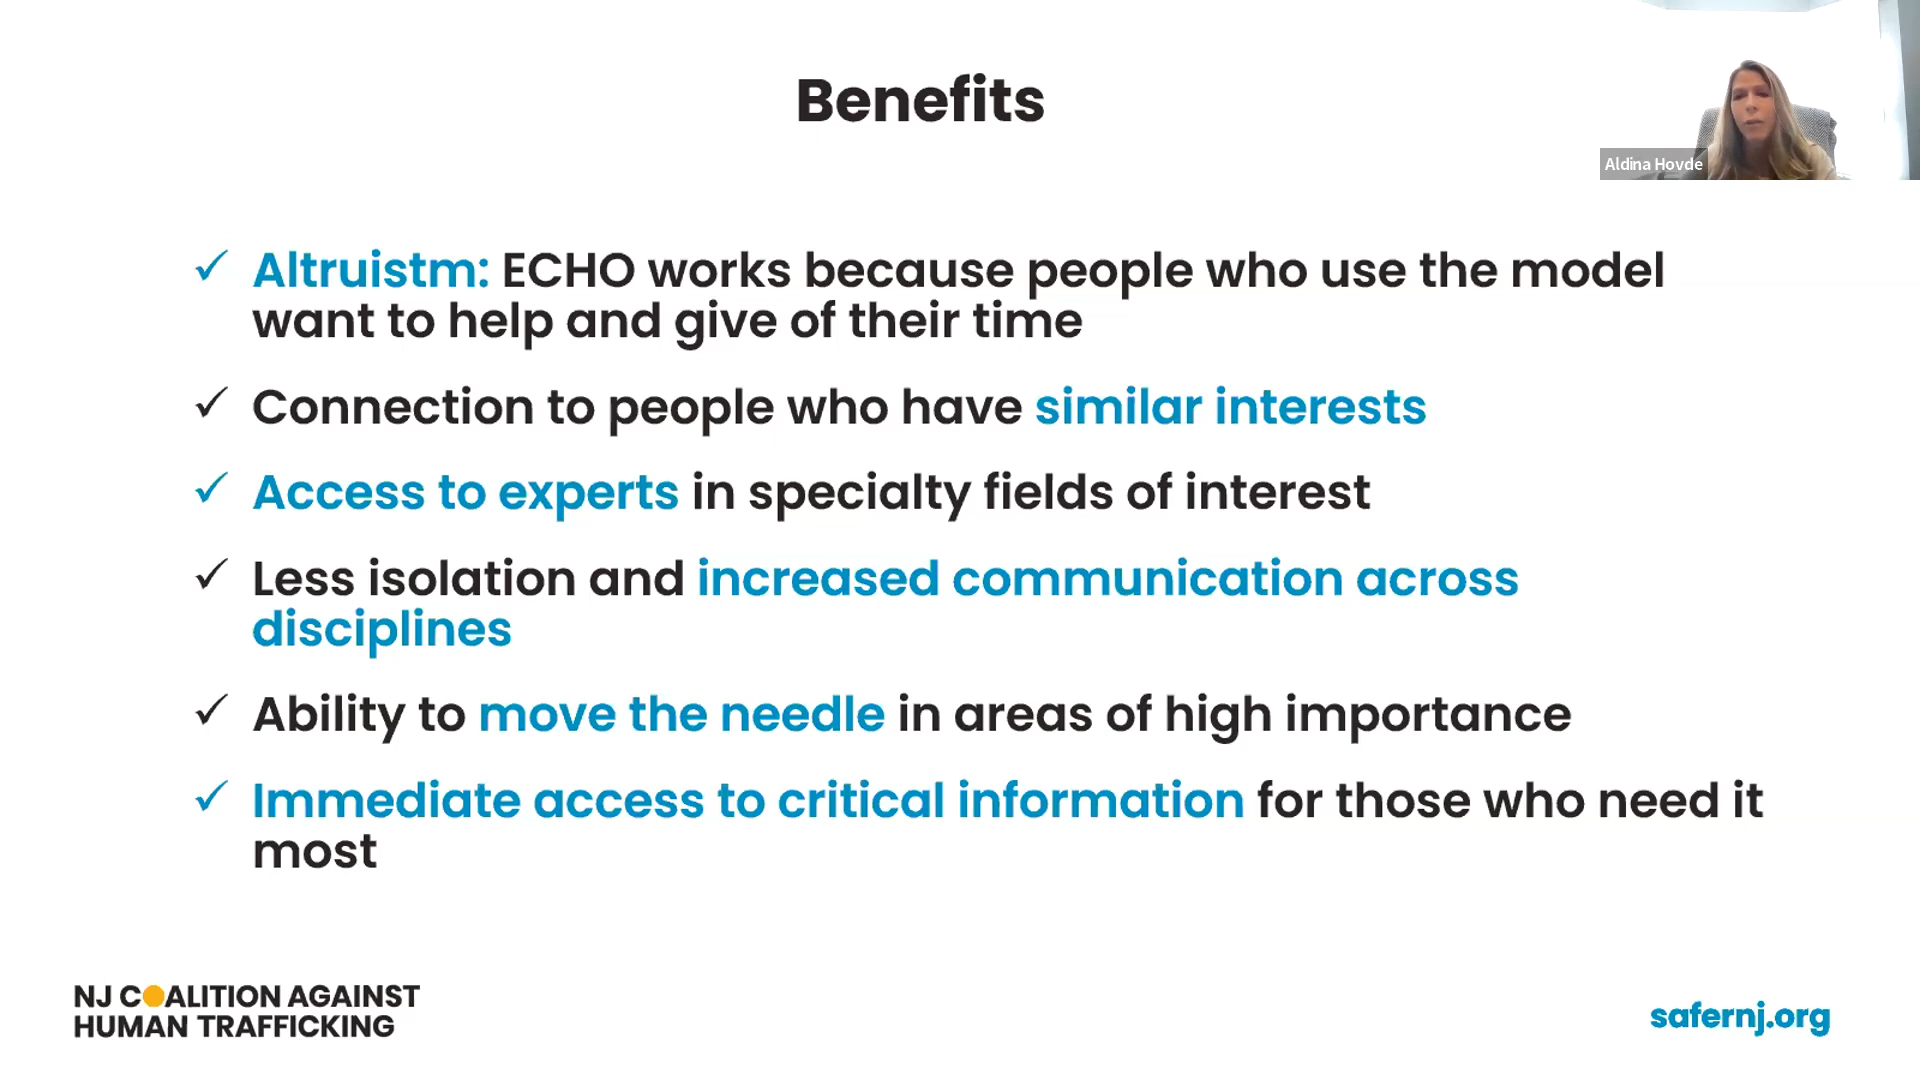 Benefits
Aldina Hovde
✓ Altruistm: ECHO works because people who use the model
want to help and give of their time
✓ Connection to people who have similar interests
✓ Access to experts in specialty fields of interest
✓ Less isolation and increased communication across
disciplines
✓ Ability to move the needle in areas of high importance
✓ Immediate access to critical information for those who need it
most
NJ COALITION AGAINST
HUMAN TRAFFICKING
safernj.org